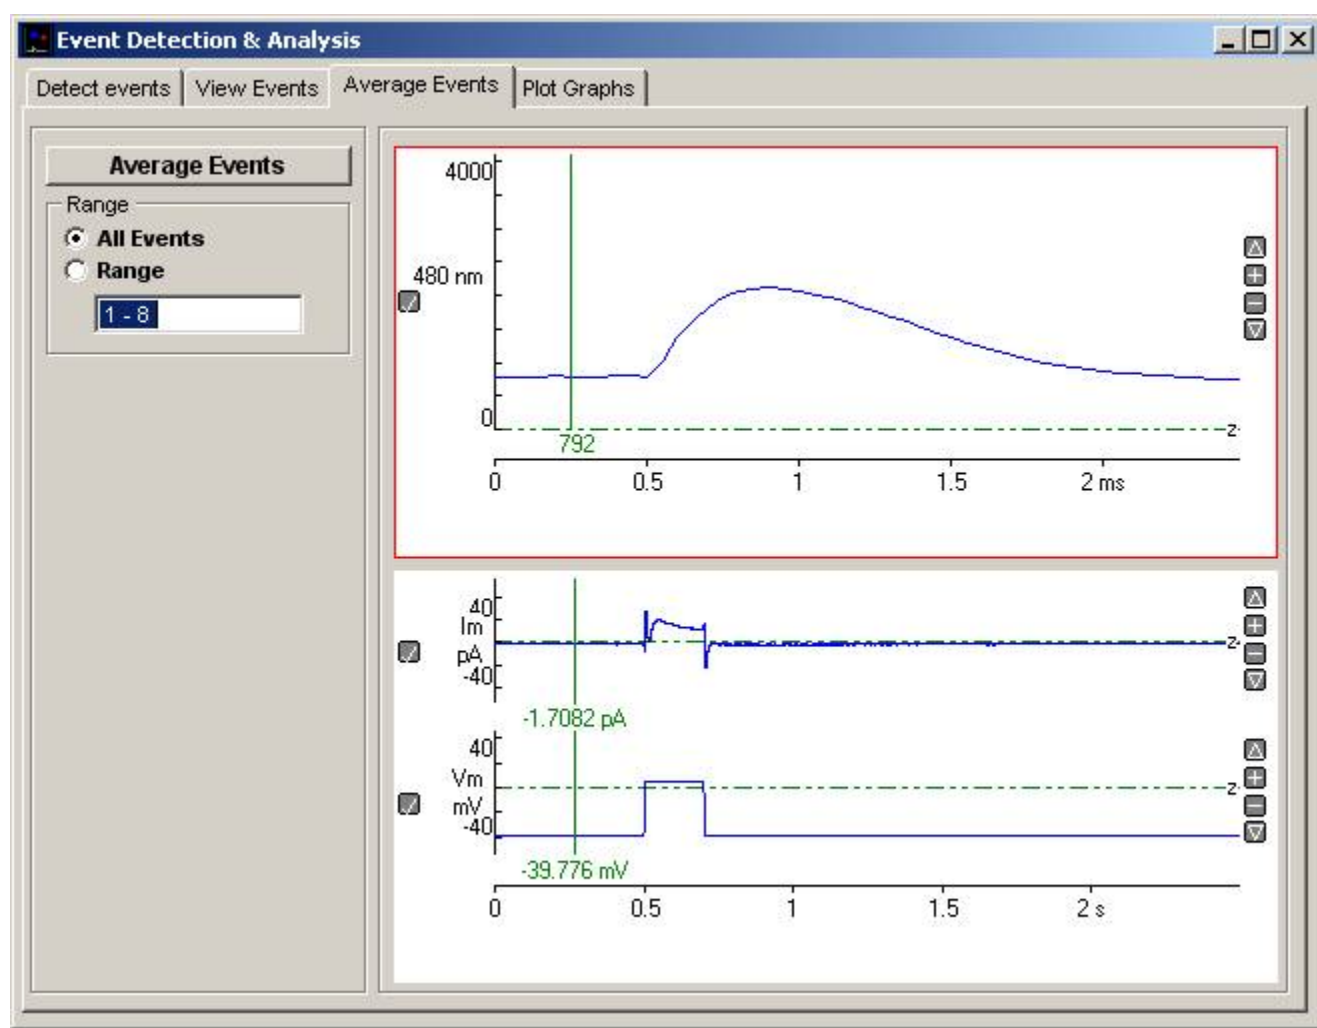 Event Detection & Analysis
Detect events View Events Average Events Plot Graphs
Average Events
Range
All Events
Range
1 - 8
4000
480 nm
0
z
792
0 0.5 1 1.5 2 ms
40
Im
pA
-40
z
-1.7082 pA
40
Vm
mV
-40
z
-39.776 mV
0 0.5 1 1.5 2 s